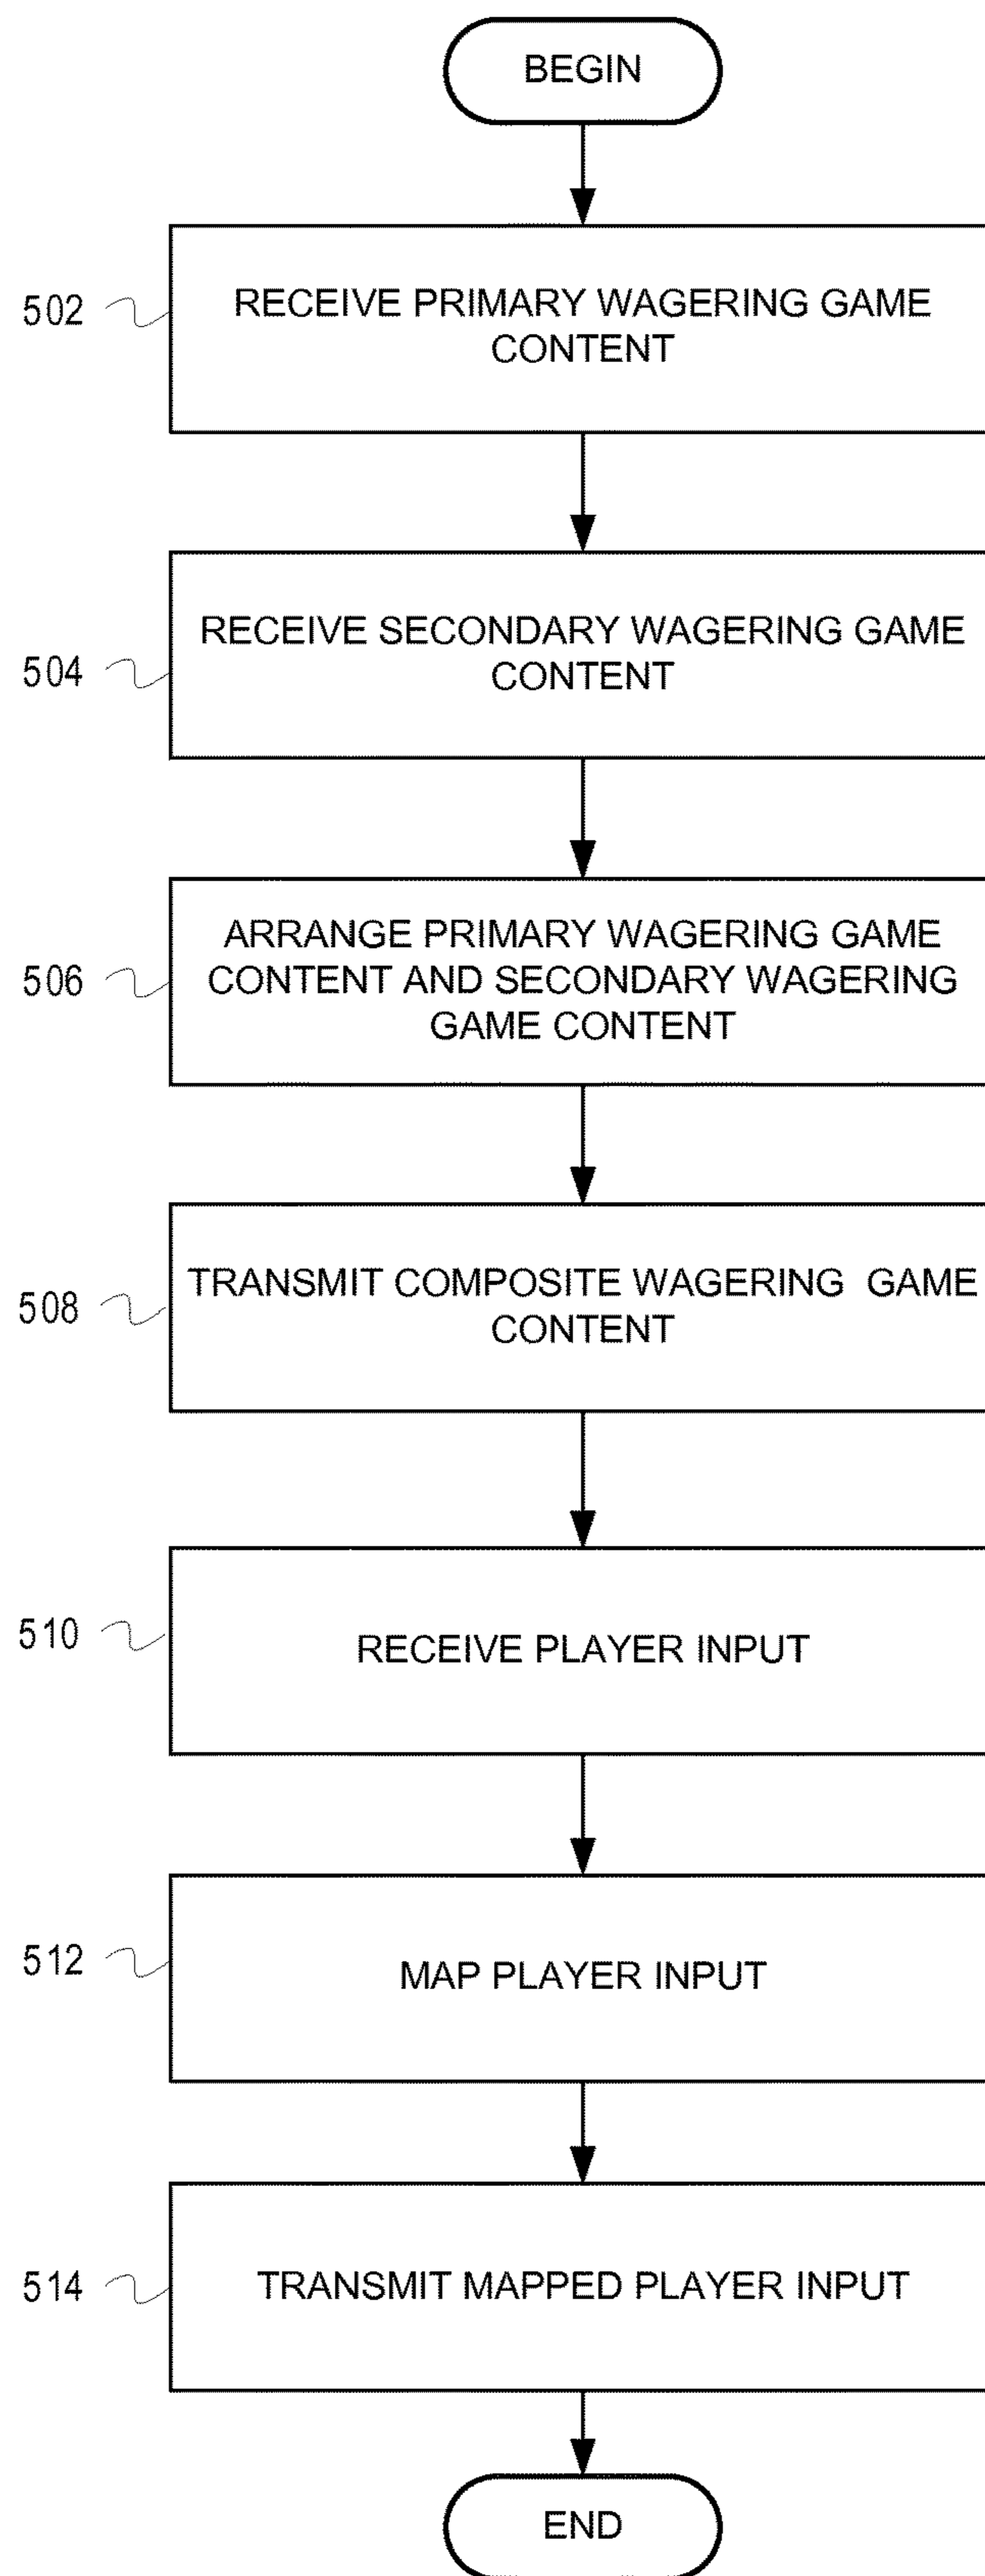 BEGIN
502
RECEIVE PRIMARY WAGERING GAME
CONTENT
504
RECEIVE SECONDARY WAGERING GAME
CONTENT
506
ARRANGE PRIMARY WAGERING GAME
CONTENT AND SECONDARY WAGERING
GAME CONTENT
508
TRANSMIT COMPOSITE WAGERING GAME
CONTENT
510
RECEIVE PLAYER INPUT
512
MAP PLAYER INPUT
514
TRANSMIT MAPPED PLAYER INPUT
END